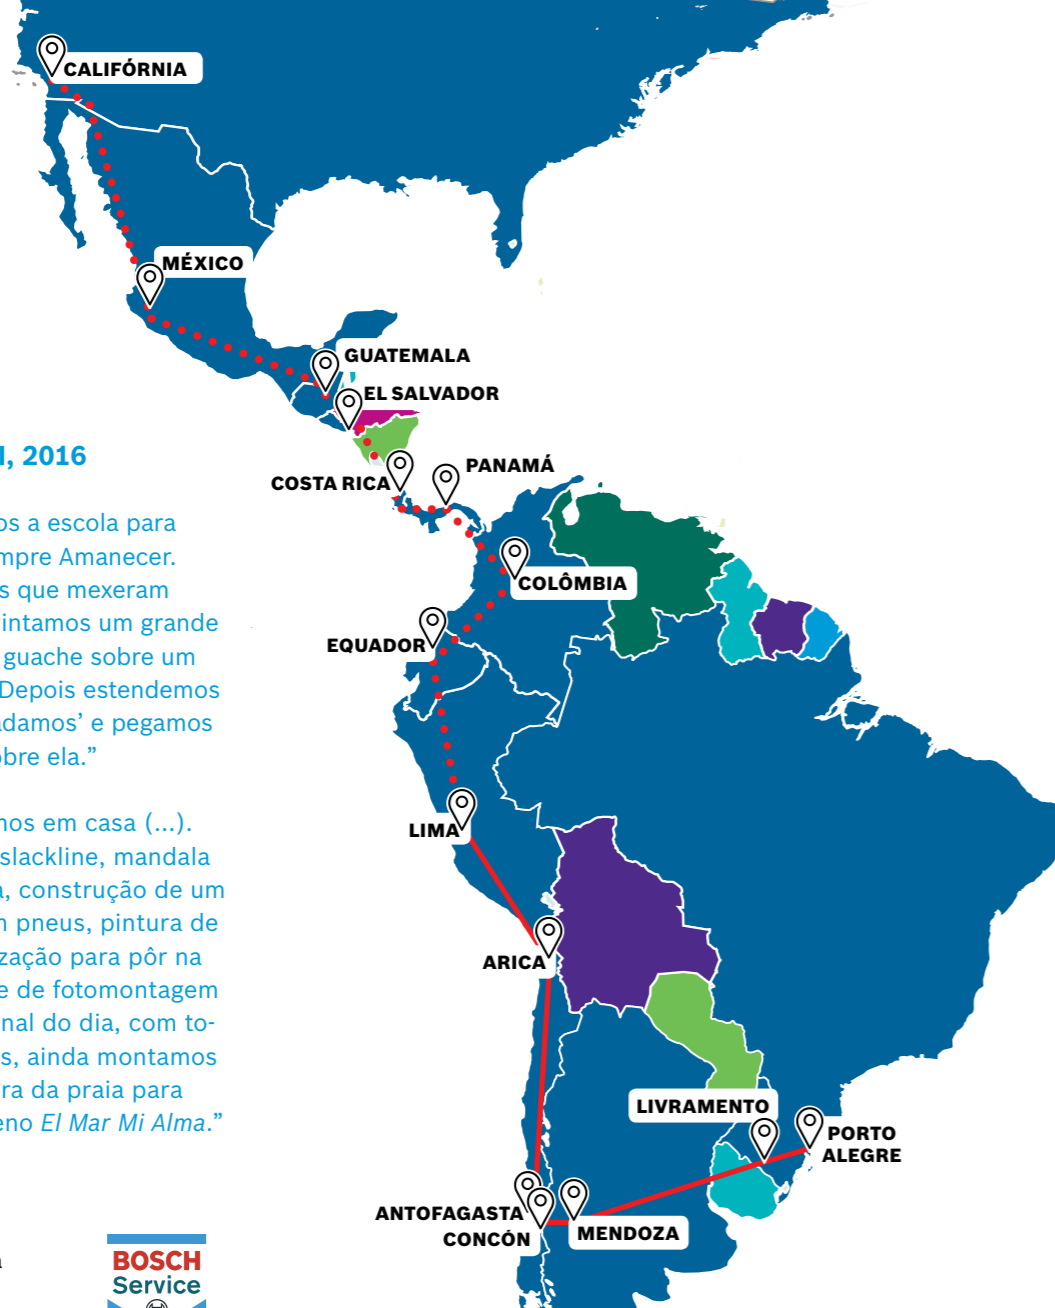 CALIFÓRNIA
MÉXICO
GUATEMALA
EL SALVADOR
COSTA RICA
PANAMÁ
COLÔMBIA
EQUADOR
LIMA
ARICA
LIVRAMENTO
PORTO
ALEGRE
ANTOFAGASTA
CONCÓN
MENDOZA
, 2016
os a escola para
mpre Amanecer.
s que mexeram
intamos um grande
guache sobre um
Depois estendemos
damos’ e pegamos
obre ela.”
mos em casa (...).
slackline, mandala
a, construção de um
m pneus, pintura de
zação para pôr na
e de fotomontagem
nal do dia, com to-
s, ainda montamos
ra da praia para
eno El Mar Mi Alma.”
BOSCH
Service